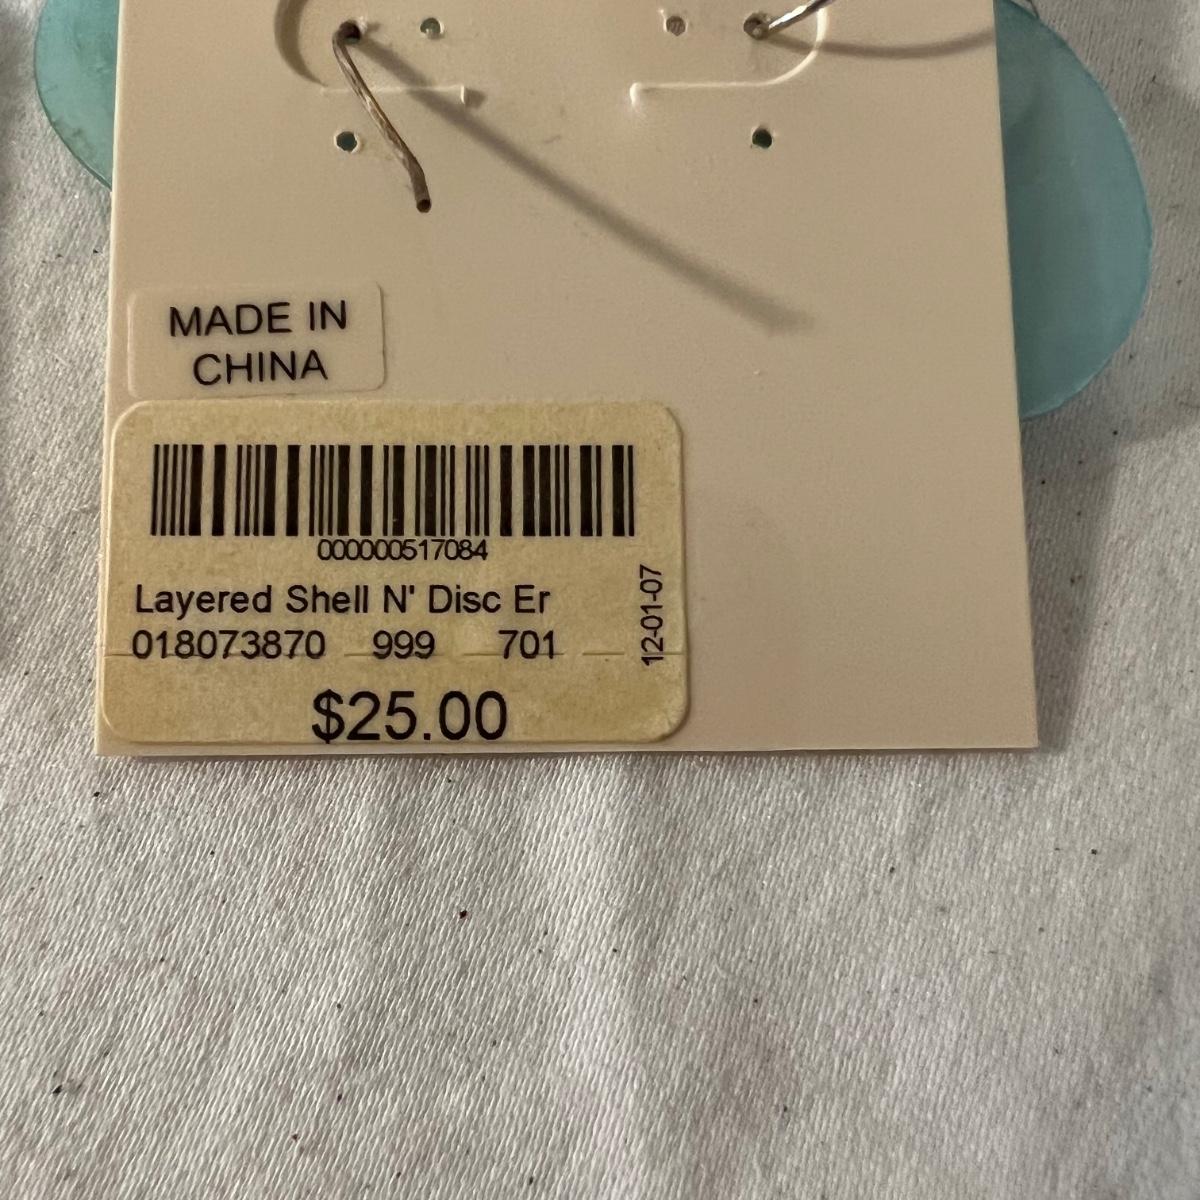 MADE IN
CHINA
000000517084
Layered Shell N' Disc Er
018073870 999 701
12-01-07
$25.00